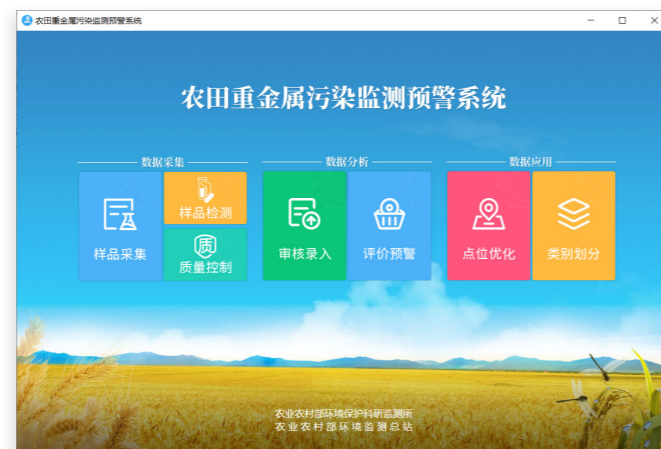 农田重金属污染监测预警系统
农田重金属污染监测预警系统
数据采集 数据分析 数据应用
样品采集
样品检测
质
质量控制
审核录入
评价预警
点位优化
类别划分
农业农村部环境保护科研监测所
农业农村部环境监测总站